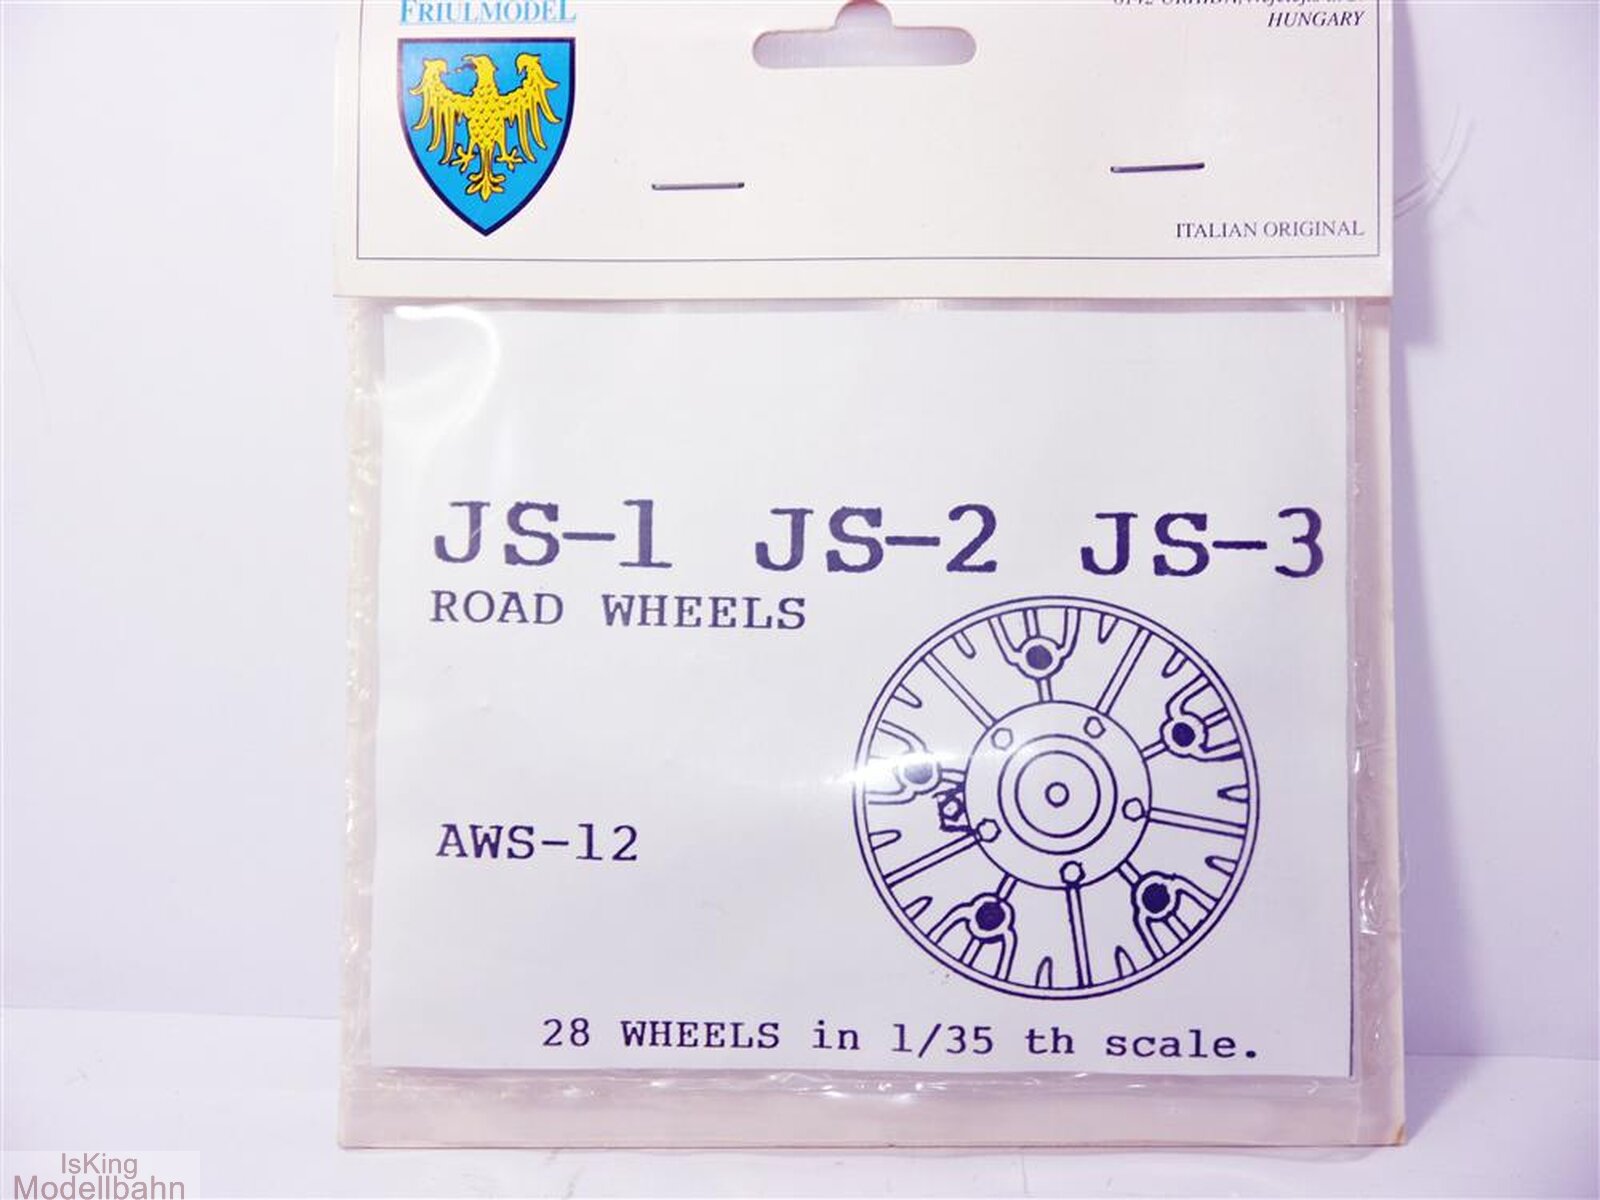 FRIULMODEL
HUNGARY
ITALIAN ORIGINAL
JS-1 JS-2 JS-3
ROAD WHEELS
AWS-12
28 WHEELS in 1/35 th scale.
IsKing
Modellbahn